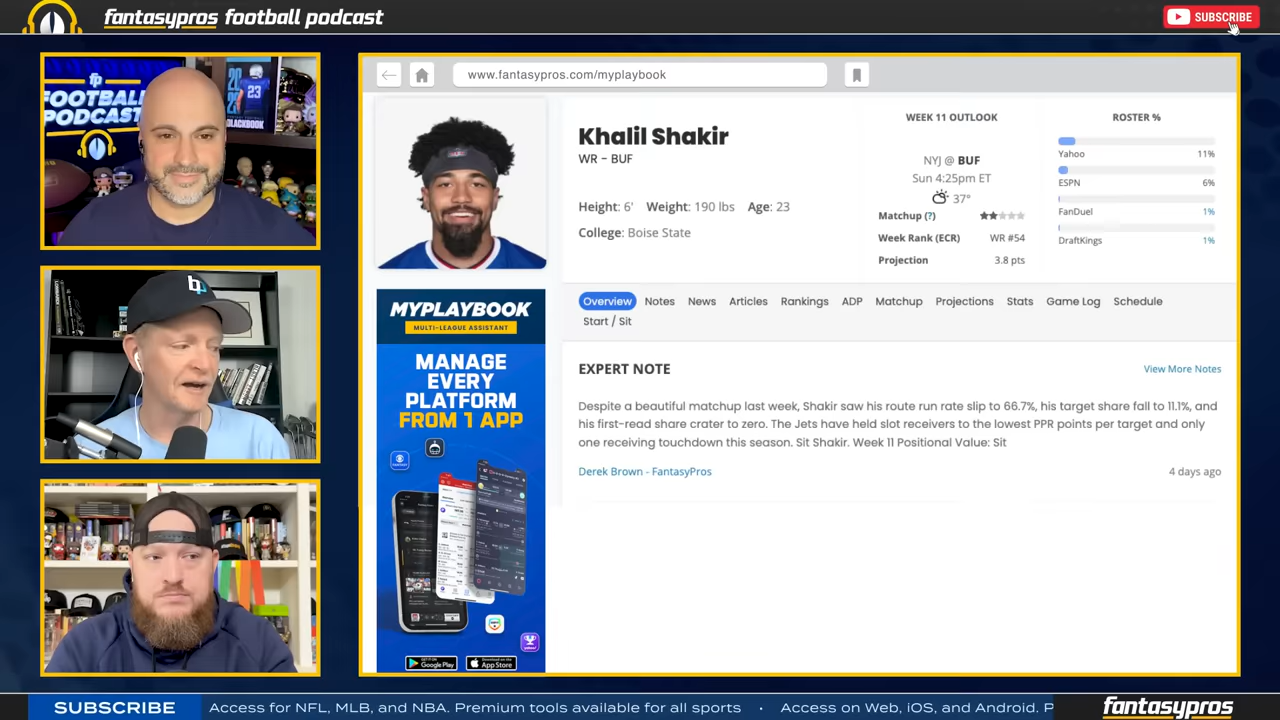 fantasypros football podcast
SUBSCRIBE
FOOTBALL
PODCAST
23
BLACKBOOK
www.fantasypros.com/myplaybook
Khalil Shakir
WR - BUF
Height: 6' Weight: 190 lbs Age: 23
College: Boise State
WEEK 11 OUTLOOK
NYJ @ BUF
Sun 4:25pm ET
37°
Matchup (?)
Week Rank (ECR) WR #54
Projection 3.8 pts
ROSTER %
Yahoo 11%
ESPN 6%
FanDuel 1%
DraftKings 1%
Overview Notes News Articles Rankings ADP Matchup Projections Stats Game Log Schedule
Start / Sit
EXPERT NOTE View More Notes
Despite a beautiful matchup last week, Shakir saw his route run rate slip to 66.7%, his target share fall to 11.1%, and
his first-read share crater to zero. The Jets have held slot receivers to the lowest PPR points per target and only
one receiving touchdown this season. Sit Shakir. Week 11 Positional Value: Sit
Derek Brown - FantasyPros 4 days ago
MYPLAYBOOK
MULTI-LEAGUE ASSISTANT
MANAGE
EVERY
PLATFORM
FROM 1 APP
Google Play
App Store
SUBSCRIBE
Access for NFL, MLB, and NBA. Premium tools available for all sports • Access on Web, iOS, and Android. P
fantasypros